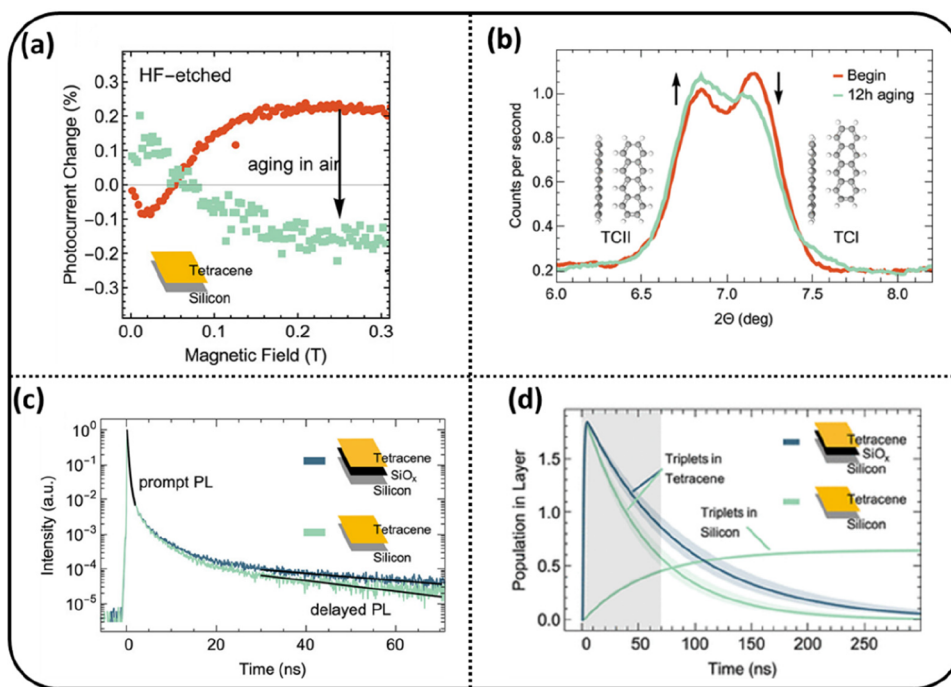 (a)
HF-etched
Photocurrent Change (%)
0.3
0.2
0.1
0.0
−0.1
−0.2
−0.3
aging in air
Tetracene
Silicon
0.0
0.1
0.2
0.3
Magnetic Field (T)
(b)
Begin
12h aging
Counts per second
1.0
0.8
0.6
0.4
0.2
TCII
TCI
6.0
6.5
7.0
7.5
8.0
2Θ (deg)
(c)
Intensity (a.u.)
10^0
10^-1
10^-2
10^-3
10^-4
10^-5
prompt PL
Tetracene
SiOx
Silicon
Tetracene
Silicon
delayed PL
0
20
40
60
Time (ns)
(d)
Population in Layer
1.5
1.0
0.5
0.0
Triplets in
Tetracene
Triplets in
Silicon
Tetracene
SiOx
Silicon
Tetracene
Silicon
0
50
100
150
200
250
Time (ns)